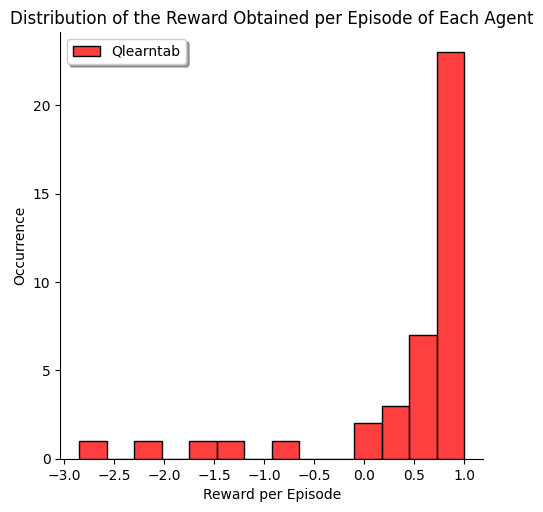 Distribution of the Reward Obtained per Episode of Each Agent
Qlearntab
Occurrence
20
15
10
5
0
−3.0 −2.5 −2.0 −1.5 −1.0 −0.5 0.0 0.5 1.0
Reward per Episode